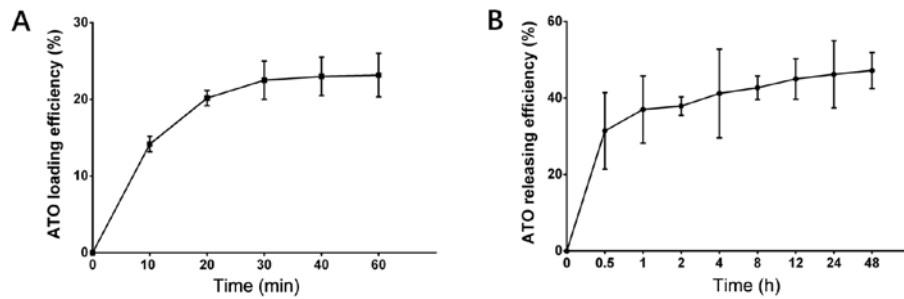 A
ATO loading efficiency (%)
30
20
10
0
0 10 20 30 40 60
Time (min)
B
ATO releasing efficiency (%)
60
40
20
0
0 0.5 1 2 4 8 12 24 48
Time (h)